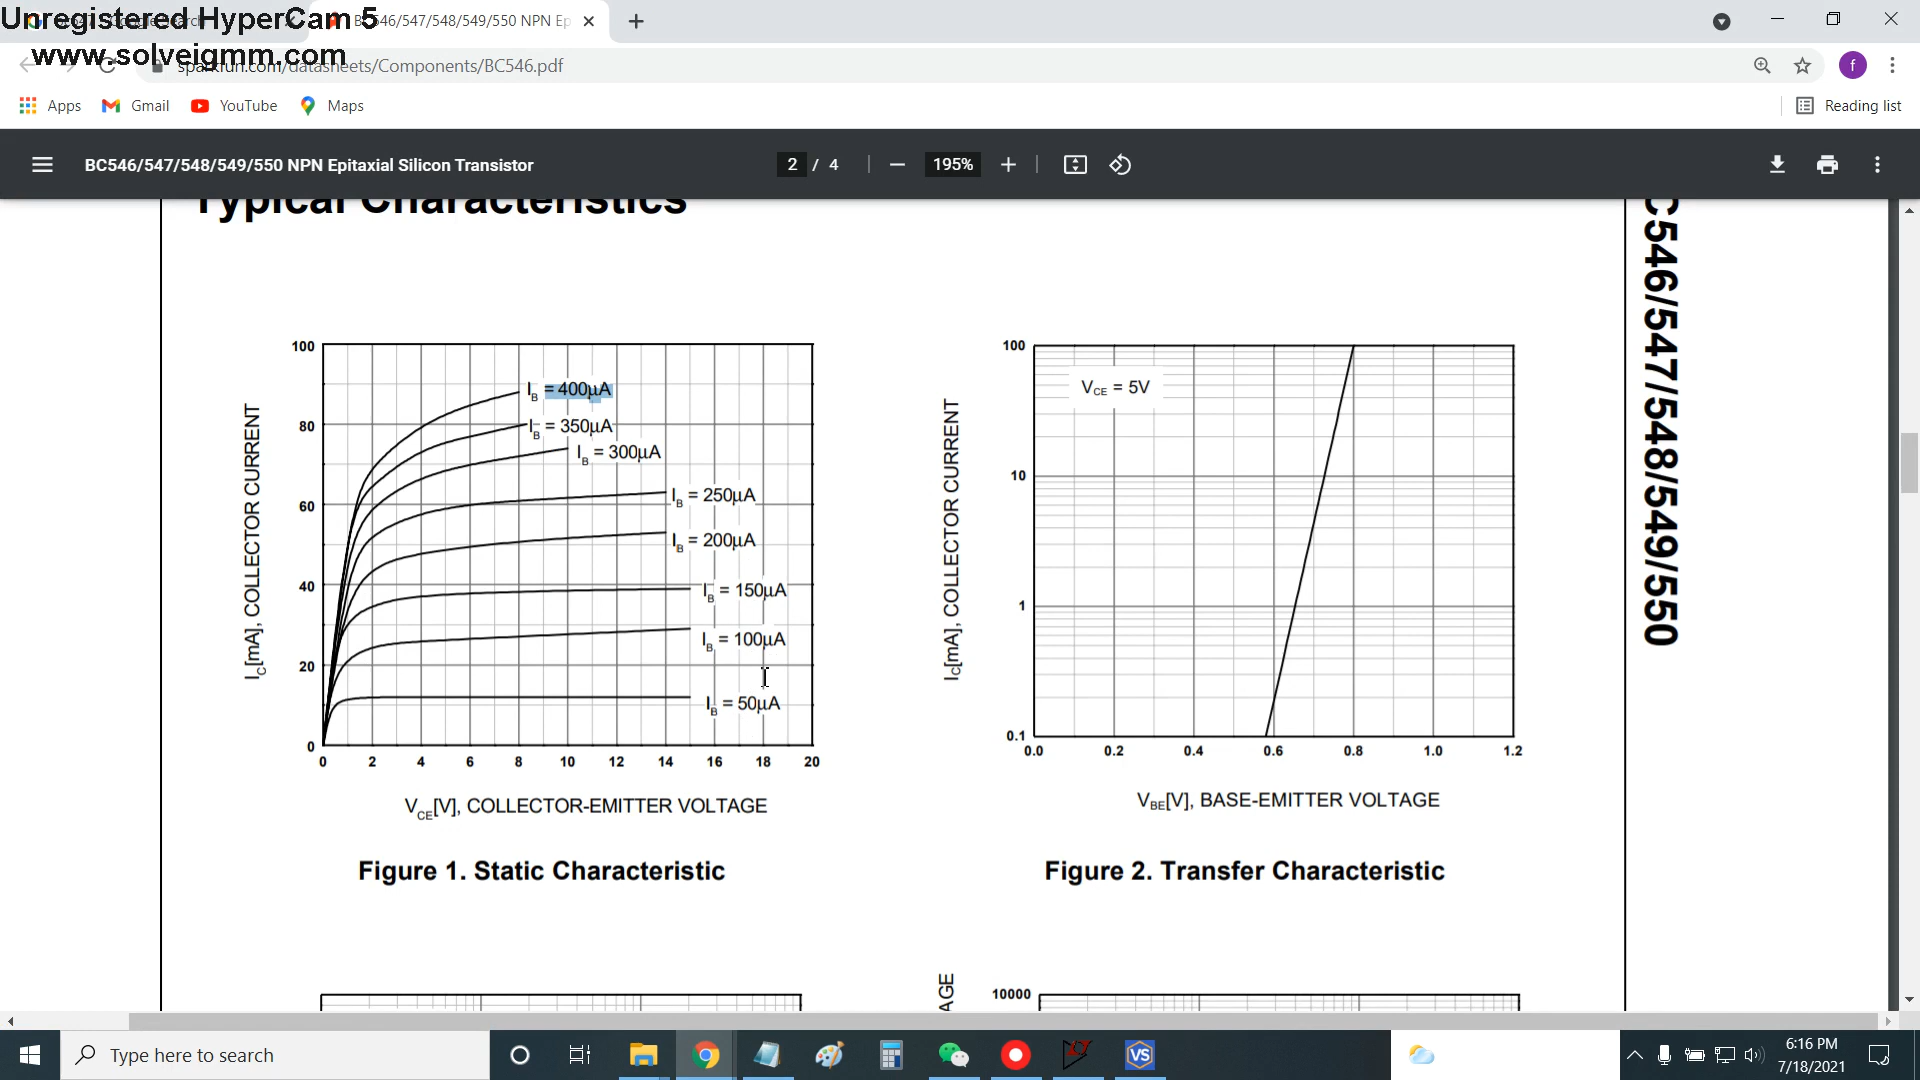 Unregistered HyperCam 5
www.solveigmm.com
546/547/548/549/550 NPN Ep
sparkfun.com/datasheets/Components/BC546.pdf
f
Apps
Gmail
YouTube
Maps
Reading list
BC546/547/548/549/550 NPN Epitaxial Silicon Transistor
2 / 4
195%
Typical Characteristics
C546/547/548/549/550
100
80
60
40
20
0
0 2 4 6 8 10 12 14 16 18 20
IC[mA], COLLECTOR CURRENT
IB = 400μA
IB = 350μA
IB = 300μA
IB = 250μA
IB = 200μA
IB = 150μA
IB = 100μA
IB = 50μA
VCE[V], COLLECTOR-EMITTER VOLTAGE
Figure 1. Static Characteristic
100
10
1
0.1
0.0 0.2 0.4 0.6 0.8 1.0 1.2
IC[mA], COLLECTOR CURRENT
VCE = 5V
VBE[V], BASE-EMITTER VOLTAGE
Figure 2. Transfer Characteristic
AGE
10000
Type here to search
VS
6:16 PM
7/18/2021